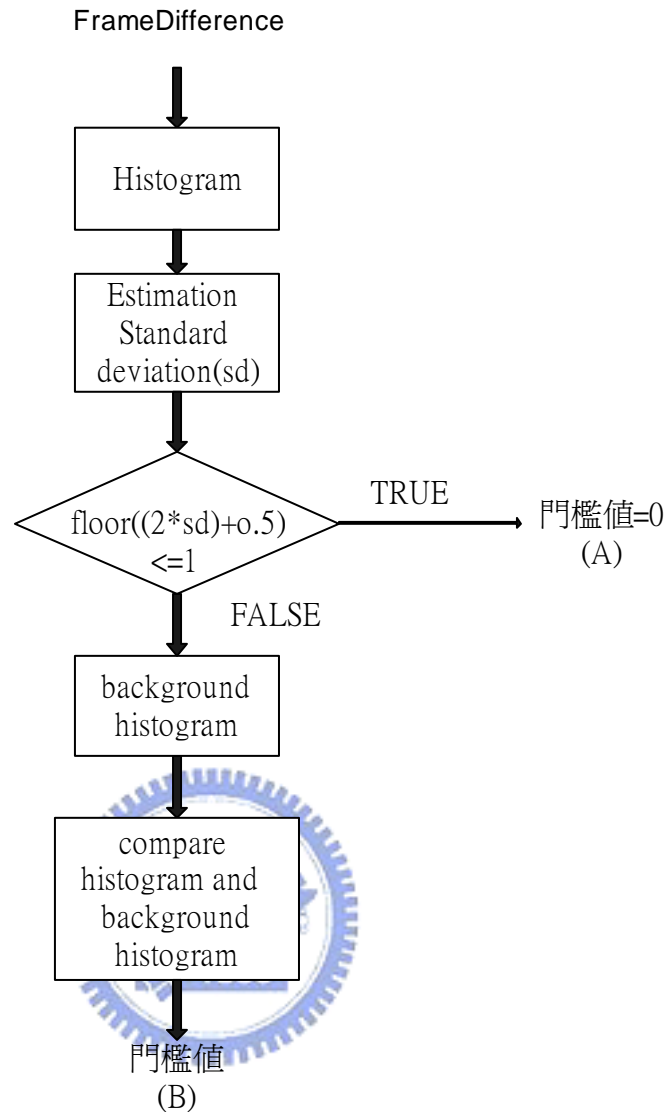 FrameDifference
Histogram
Estimation
Standard
deviation(sd)
floor((2*sd)+o.5)
<=1
TRUE
門檻值=0
(A)
FALSE
background
histogram
compare
histogram and
background
histogram
門檻值
(B)